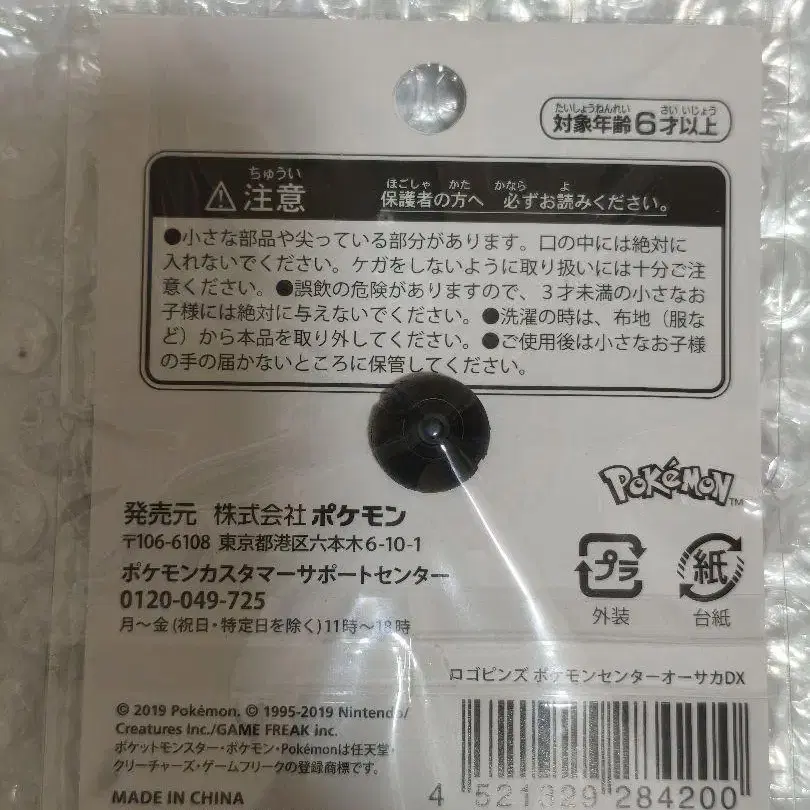 たいしょうねんれい さい いじょう
対象年齢6才以上
ちゅうい
注意
ほごしゃ かた かなら よ
保護者の方へ 必ずお読みください。
●小さな部品や尖っている部分があります。口の中には絶対に
入れないでください。ケガをしないように取り扱いには十分ご注
意ください。●誤飲の危険がありますので、3才未満の小さなお
子様には絶対に与えないでください。●洗濯の時は、布地（服な
ど）から本品を取り外してください。●ご使用後は小さなお子様
の手の届かないところに保管してください。
POKéMON™
発売元 株式会社ポケモン
〒106-6108 東京都港区六本木6-10-1
ポケモンカスタマーサポートセンター
0120-049-725
月～金(祝日・特定日を除く)11時～18時
プラ
外装
紙
台紙
ロゴピンズ ポケモンセンターオーサカDX
© 2019 Pokémon. © 1995-2019 Nintendo/
Creatures Inc./GAME FREAK inc.
ポケットモンスター・ポケモン・Pokémonは任天堂・
クリーチャーズ・ゲームフリークの登録商標です。
MADE IN CHINA
4 521329 284200